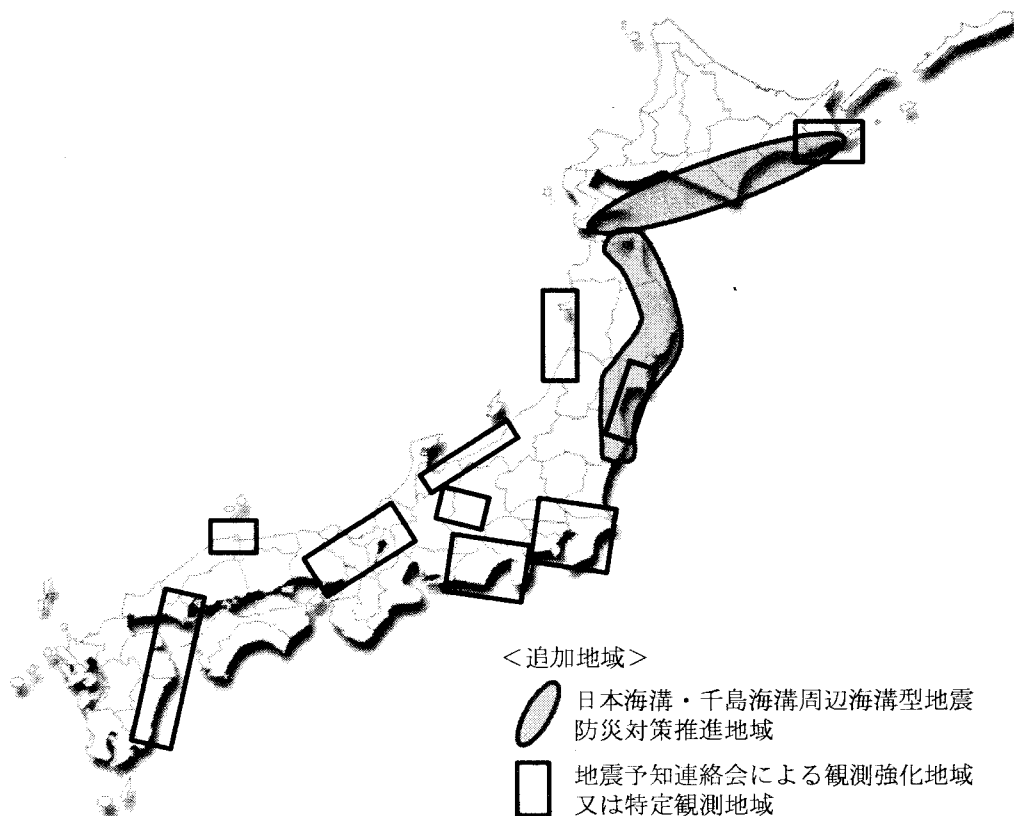 ＜追加地域＞
日本海溝・千島海溝周辺海溝型地震
防災対策推進地域
地震予知連絡会による観測強化地域
又は特定観測地域